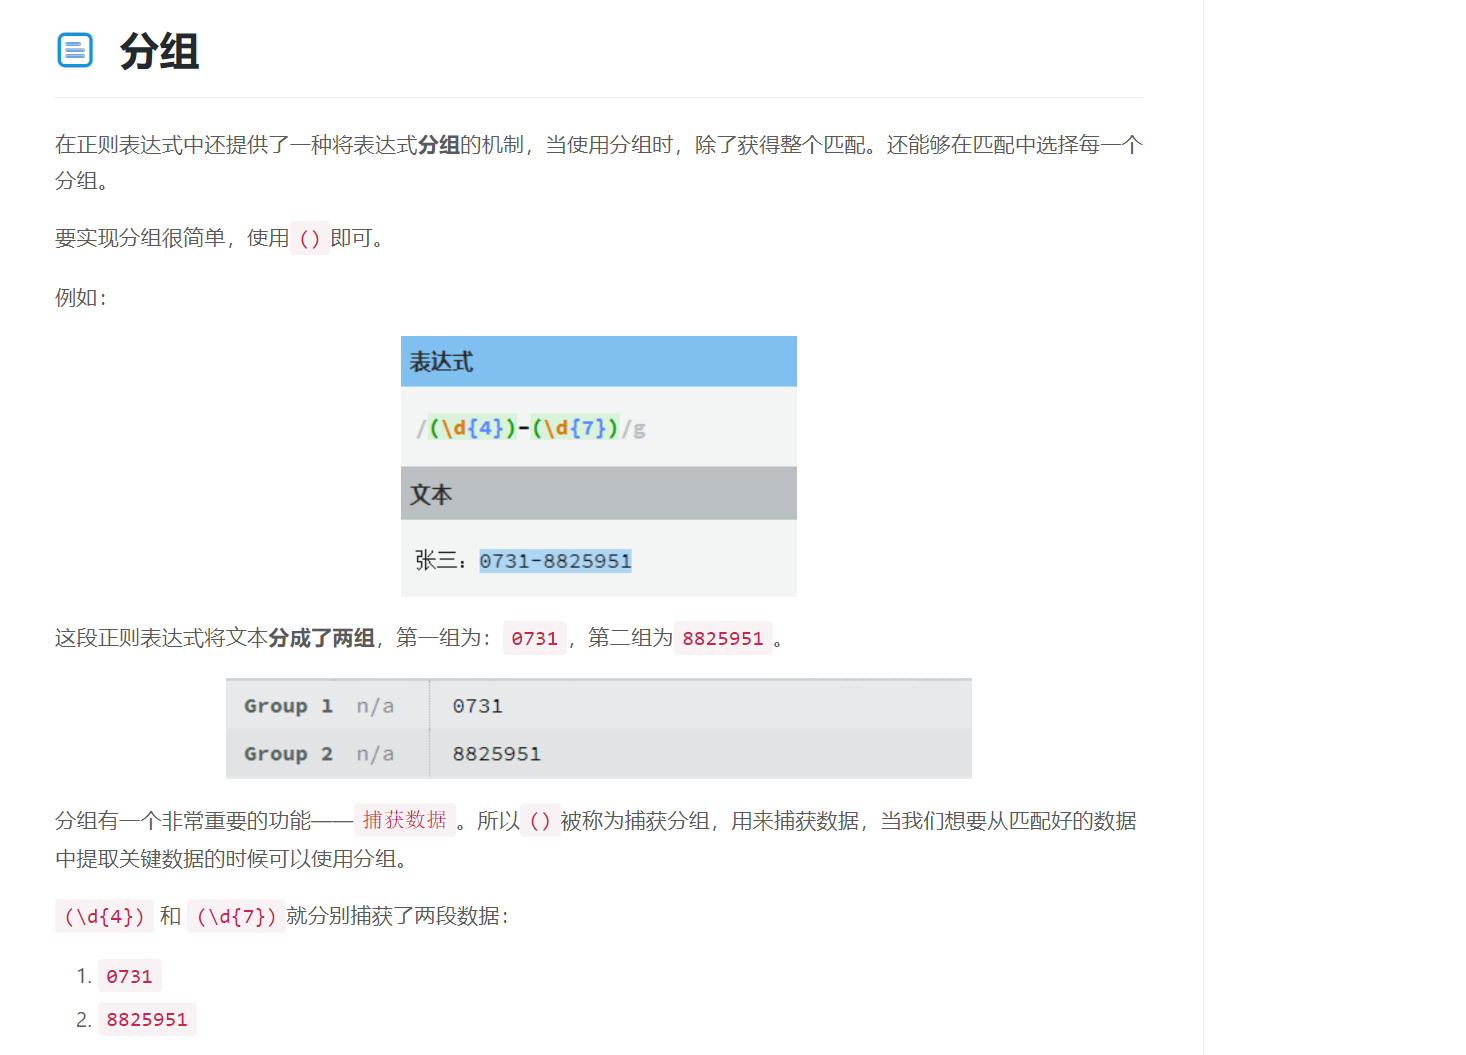 分组
在正则表达式中还提供了一种将表达式分组的机制，当使用分组时，除了获得整个匹配。还能够在匹配中选择每一个
分组。
要实现分组很简单，使用()即可。
例如：
表达式
/(\d{4})-(\d{7})/g
文本
张三：0731-8825951
这段正则表达式将文本分成了两组，第一组为：0731，第二组为8825951。
Group 1 n/a 0731
Group 2 n/a 8825951
分组有一个非常重要的功能——捕获数据。所以()被称为捕获分组，用来捕获数据，当我们想要从匹配好的数据
中提取关键数据的时候可以使用分组。
(\d{4}) 和 (\d{7})就分别捕获了两段数据：
1. 0731
2. 8825951